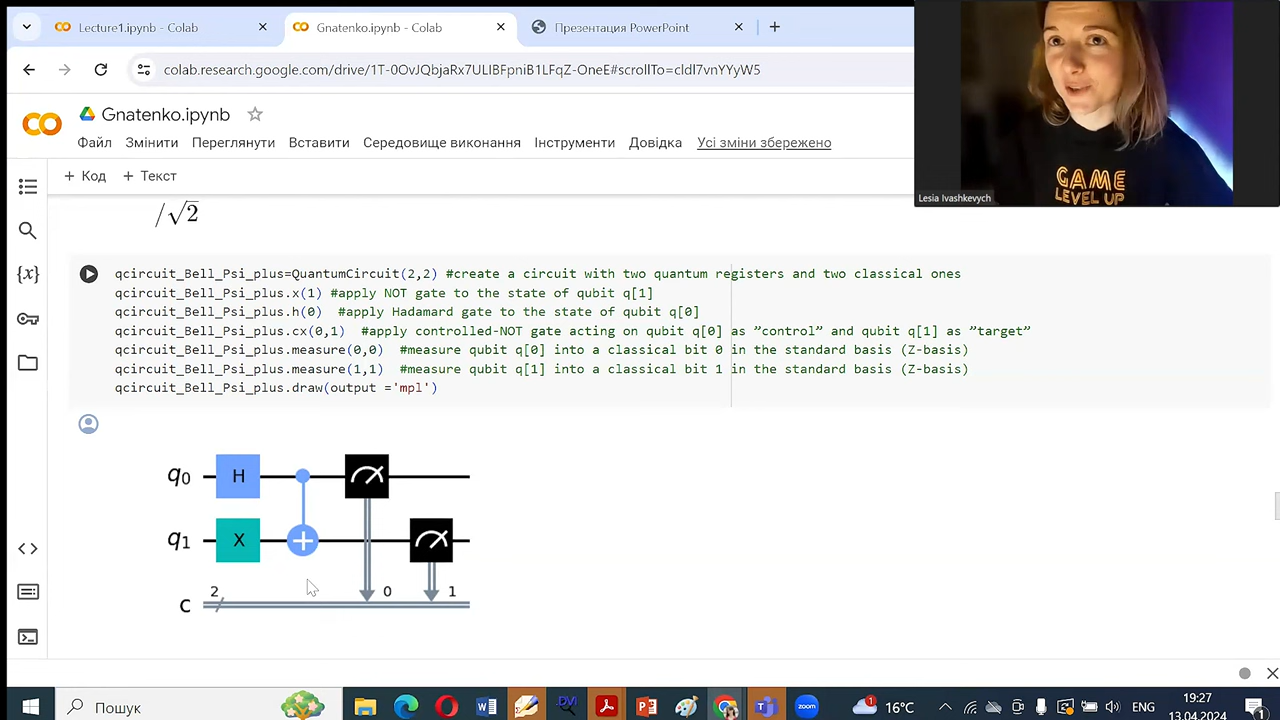 Lecture1.ipynb - Colab
Gnatenko.ipynb - Colab
Презентация PowerPoint
colab.research.google.com/drive/1T-0OvJQbjaRx7ULIBFpniB1LFqZ-OneE#scrollTo=cldl7vnYYyW5
Gnatenko.ipynb
Файл Змінити Переглянути Вставити Середовище виконання Інструменти Довідка Усі зміни збережено
+ Код + Текст
GAME
LEVEL UP
Lesia Ivashkevych
/√2
{x}
qcircuit_Bell_Psi_plus=QuantumCircuit(2,2) #create a circuit with two quantum registers and two classical ones
qcircuit_Bell_Psi_plus.x(1) #apply NOT gate to the state of qubit q[1]
qcircuit_Bell_Psi_plus.h(0) #apply Hadamard gate to the state of qubit q[0]
qcircuit_Bell_Psi_plus.cx(0,1) #apply controlled-NOT gate acting on qubit q[0] as ”control” and qubit q[1] as ”target”
qcircuit_Bell_Psi_plus.measure(0,0) #measure qubit q[0] into a classical bit 0 in the standard basis (Z-basis)
qcircuit_Bell_Psi_plus.measure(1,1) #measure qubit q[1] into a classical bit 1 in the standard basis (Z-basis)
qcircuit_Bell_Psi_plus.draw(output ='mpl')
q0 H
q1 X
c 2 0 1
Пошук
zoom
16°C
ENG
19:27
13.04.2024